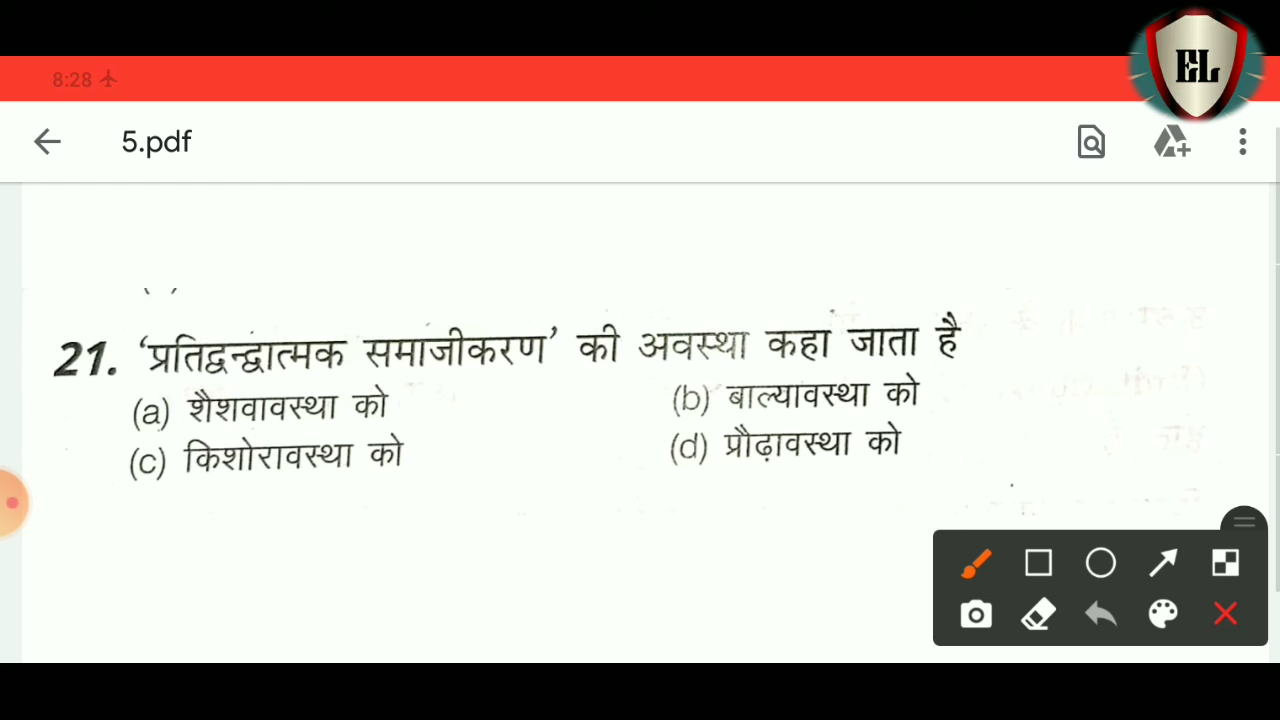 EL
8:28
5.pdf
21. ‘प्रतिद्वन्द्वात्मक समाजीकरण’ की अवस्था कहा जाता है
(a) शैशवावस्था को (b) बाल्यावस्था को
(c) किशोरावस्था को (d) प्रौढ़ावस्था को